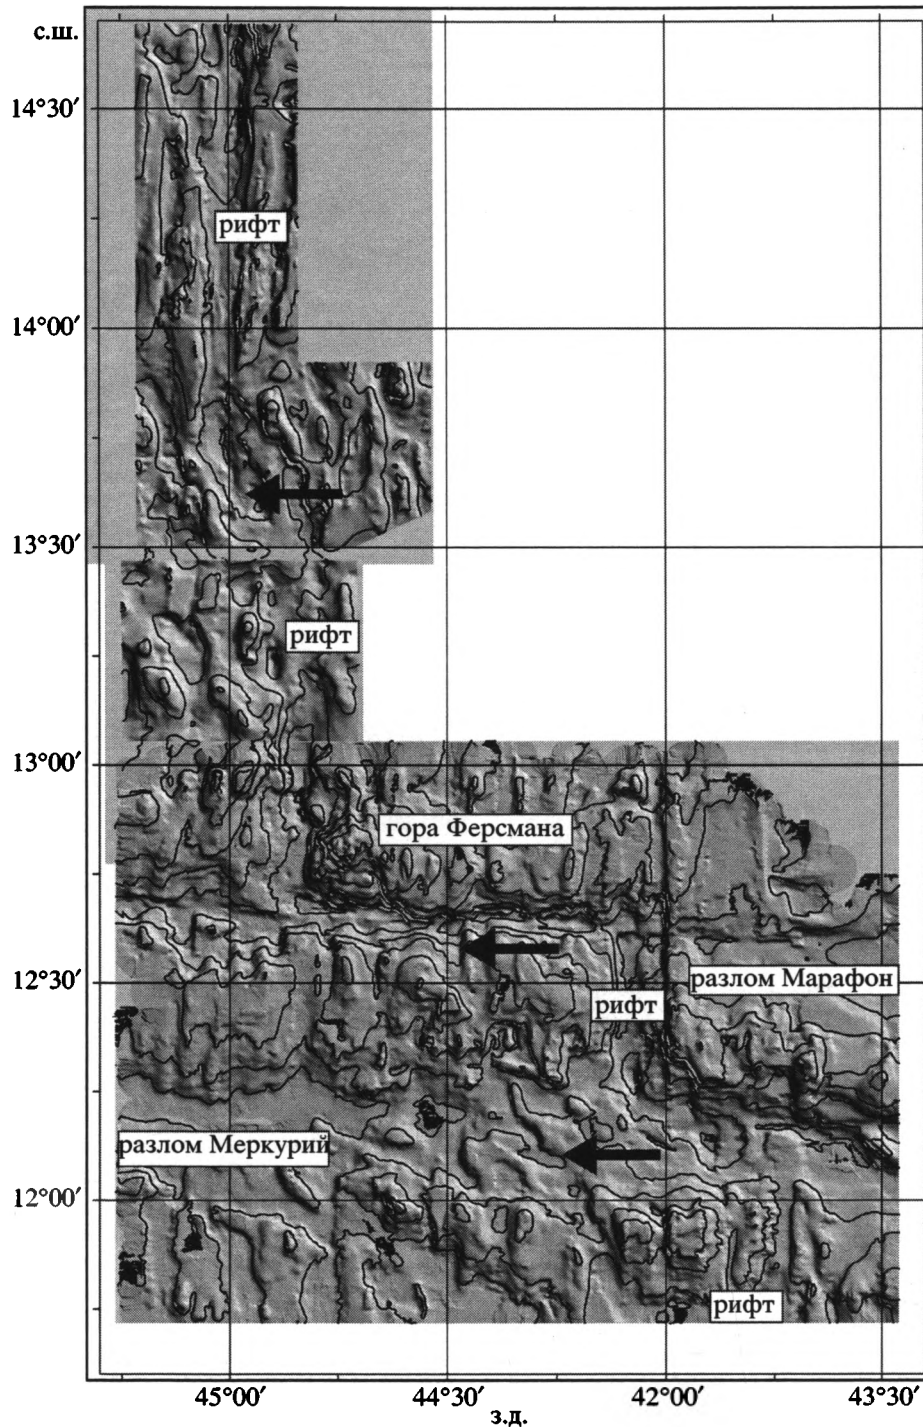 с.ш.
14°30′
рифт
14°00′
13°30′
рифт
13°00′
гора Ферсмана
12°30′
разлом Марафон
рифт
разлом Меркурий
12°00′
рифт
45°00′
44°30′
42°00′
43°30′
з.д.